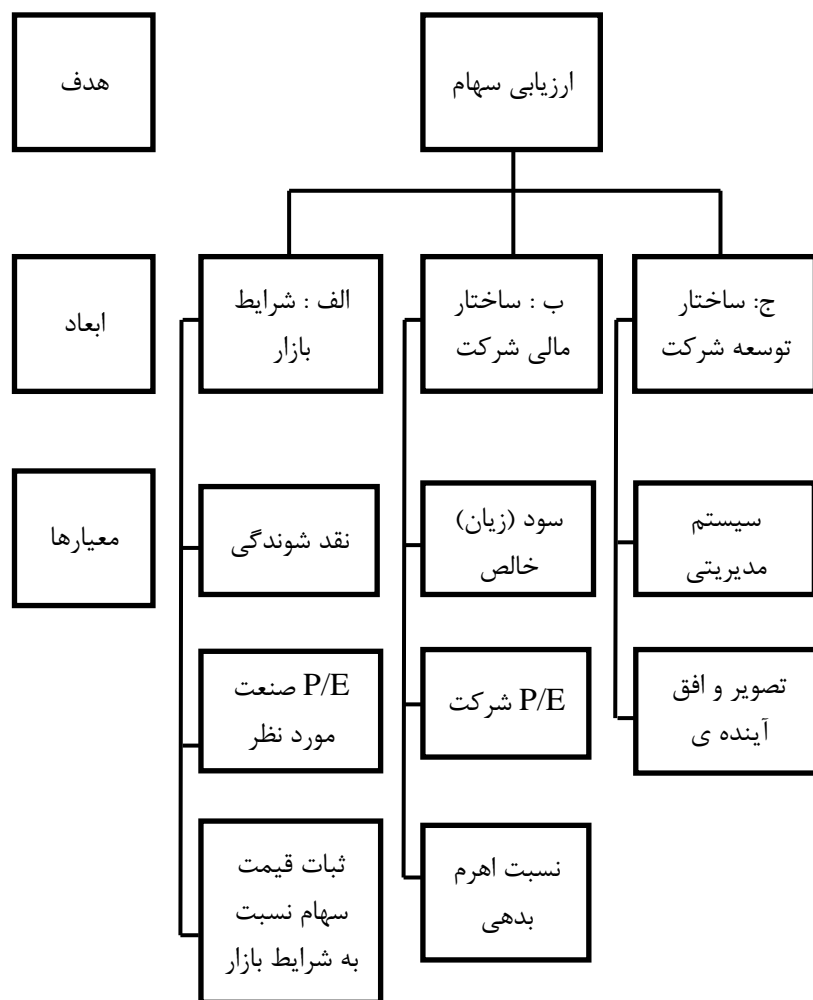 هدف
ارزیابی سهام
ابعاد
الف : شرایط
بازار
ب : ساختار
مالی شرکت
ج: ساختار
توسعه شرکت
معیارها
نقد شوندگی
سود (زیان)
خالص
سیستم
مدیریتی
P/E صنعت
مورد نظر
P/E شرکت
تصویر و افق
آینده ی
ثبات قیمت
سهام نسبت
به شرایط بازار
نسبت اهرم
بدهی